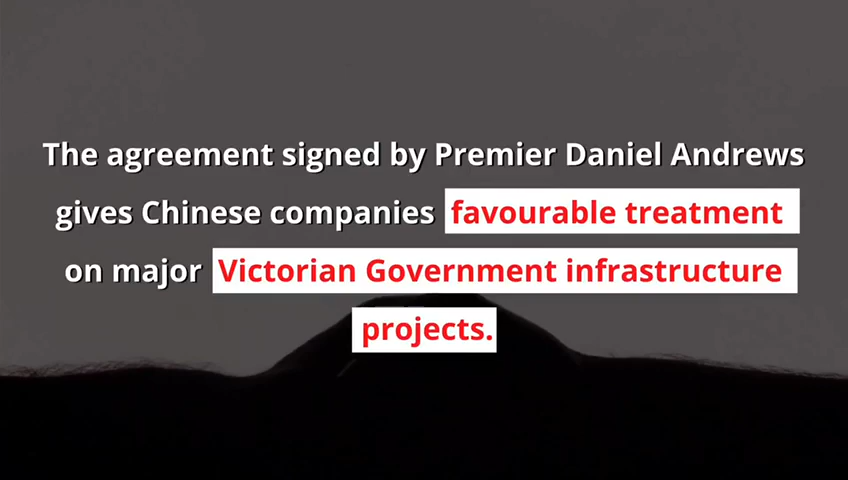 The agreement signed by Premier Daniel Andrews
gives Chinese companies favourable treatment
on major Victorian Government infrastructure
projects.